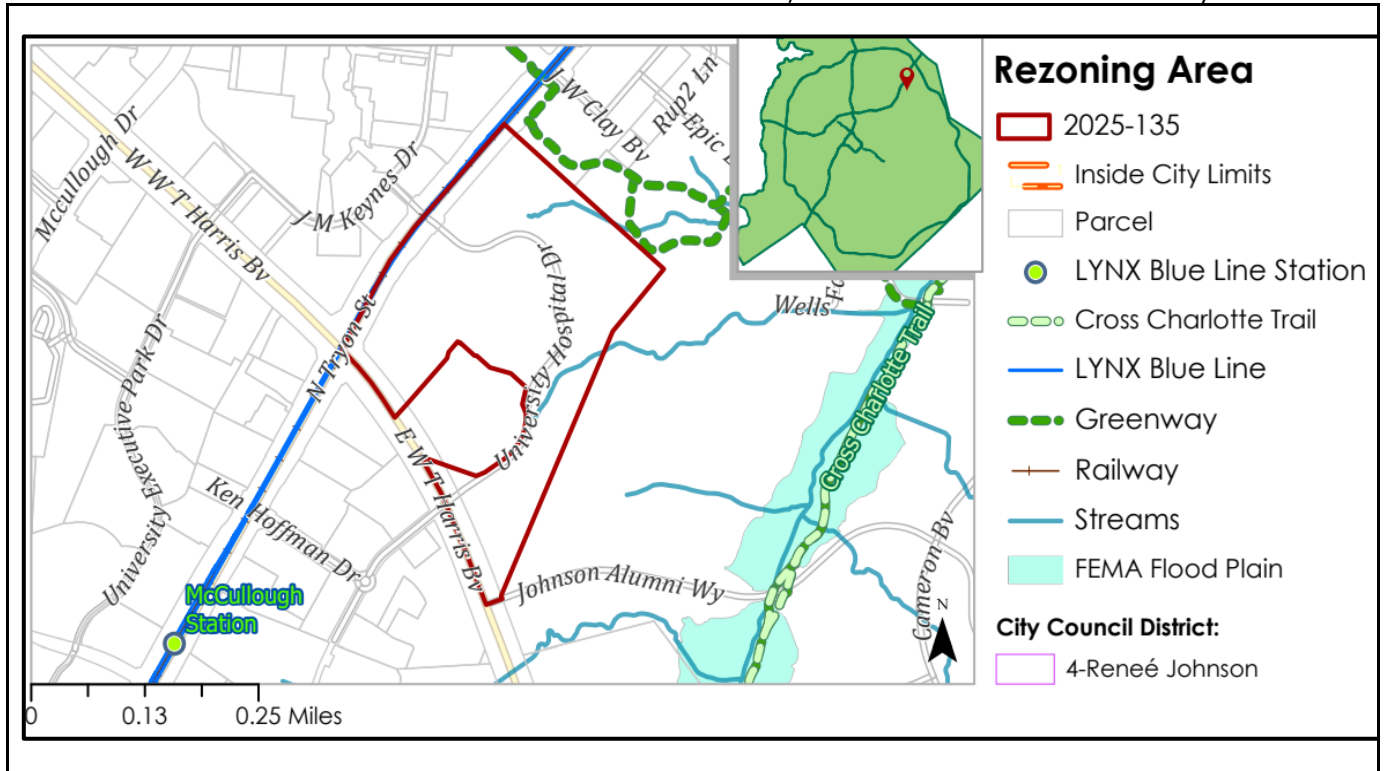 Mccullough Dr
W W T Harris Bv
J M Keynes Dr
J W Clay Bv
Rup2 Ln
Epic
University Executive Park Dr
N Tryon St
University Hospital Dr
E W T Harris Bv
Ken Hoffman Dr
McCullough
Station
Johnson Alumni Wy
Wells
Cross Charlotte Trail
Cameron Bv
N
0
0.13
0.25 Miles
Rezoning Area
2025-135
Inside City Limits
Parcel
LYNX Blue Line Station
Cross Charlotte Trail
LYNX Blue Line
Greenway
Railway
Streams
FEMA Flood Plain
City Council District:
4-Reneé Johnson